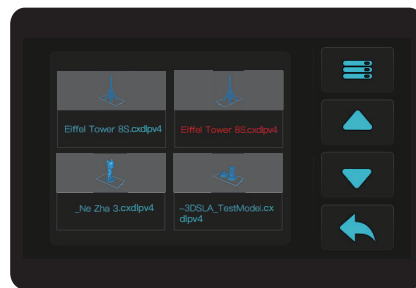 Eiffel Tower 8S.cxdlpv4
Eiffel Tower 8S.cxdlpv4
_Ne Zha 3.cxdlpv4
-3DSLA_TestModel.cx
dlpv4